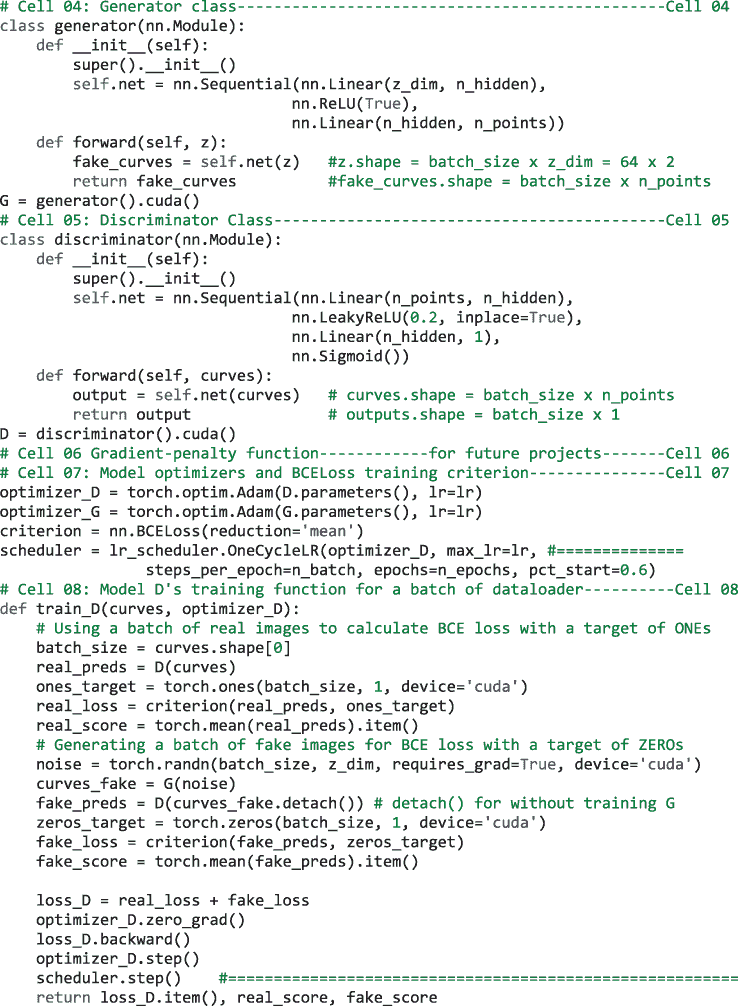 # Cell 04: Generator class-----------------------------------------------Cell 04
class generator(nn.Module):
    def __init__(self):
        super().__init__()
        self.net = nn.Sequential(nn.Linear(z_dim, n_hidden),
                                nn.ReLU(True),
                                nn.Linear(n_hidden, n_points))
    def forward(self, z):
        fake_curves = self.net(z)   #z.shape = batch_size x z_dim = 64 x 2
        return fake_curves          #fake_curves.shape = batch_size x n_points
G = generator().cuda()
# Cell 05: Discriminator Class-------------------------------------------Cell 05
class discriminator(nn.Module):
    def __init__(self):
        super().__init__()
        self.net = nn.Sequential(nn.Linear(n_points, n_hidden),
                                nn.LeakyReLU(0.2, inplace=True),
                                nn.Linear(n_hidden, 1),
                                nn.Sigmoid())
    def forward(self, curves):
        output = self.net(curves)   # curves.shape = batch_size x n_points
        return output               # outputs.shape = batch_size x 1
D = discriminator().cuda()
# Cell 06 Gradient-penalty function------------for future projects-------Cell 06
# Cell 07: Model optimizers and BCELoss training criterion---------------Cell 07
optimizer_D = torch.optim.Adam(D.parameters(), lr=lr)
optimizer_G = torch.optim.Adam(G.parameters(), lr=lr)
criterion = nn.BCELoss(reduction='mean')
scheduler = lr_scheduler.OneCycleLR(optimizer_D, max_lr=lr, #==============
                steps_per_epoch=n_batch, epochs=n_epochs, pct_start=0.6)
# Cell 08: Model D's training function for a batch of dataloader----------Cell 08
def train_D(curves, optimizer_D):
    # Using a batch of real images to calculate BCE loss with a target of ONEs
    batch_size = curves.shape[0]
    real_preds = D(curves)
    ones_target = torch.ones(batch_size, 1, device='cuda')
    real_loss = criterion(real_preds, ones_target)
    real_score = torch.mean(real_preds).item()
    # Generating a batch of fake images for BCE loss with a target of ZEROs
    noise = torch.randn(batch_size, z_dim, requires_grad=True, device='cuda')
    curves_fake = G(noise)
    fake_preds = D(curves_fake.detach()) # detach() for without training G
    zeros_target = torch.zeros(batch_size, 1, device='cuda')
    fake_loss = criterion(fake_preds, zeros_target)
    fake_score = torch.mean(fake_preds).item()

    loss_D = real_loss + fake_loss
    optimizer_D.zero_grad()
    loss_D.backward()
    optimizer_D.step()
    scheduler.step()    #========================================================
    return loss_D.item(), real_score, fake_score